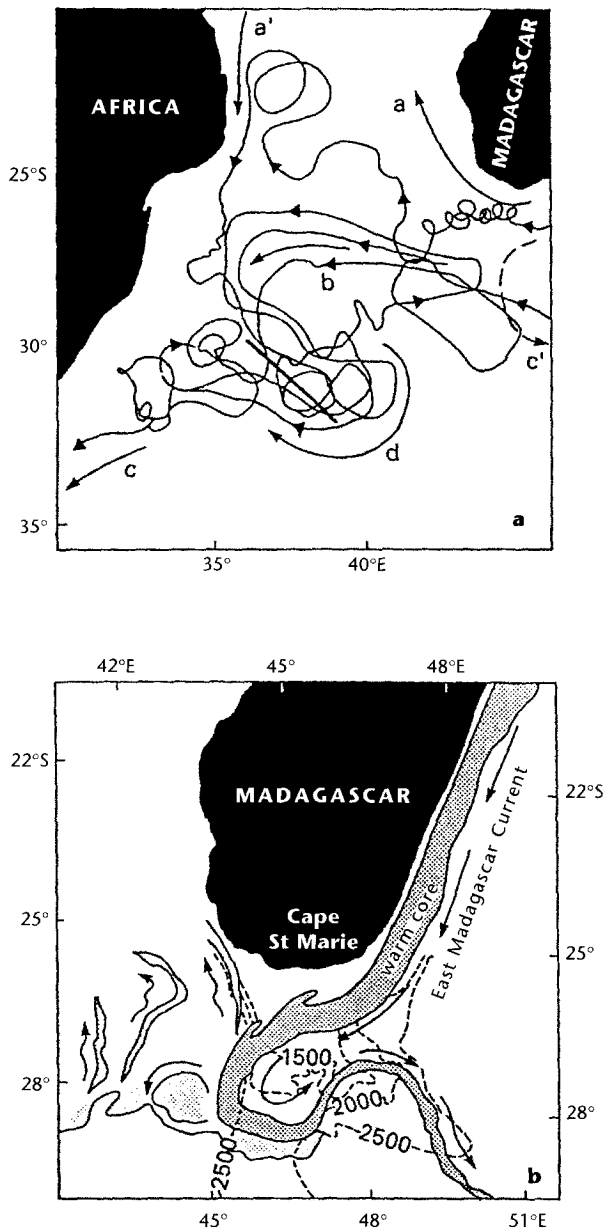 a'
AFRICA
MADAGASCAR
a
25°S
b
30°
c'
d
c
35°
a
35°
40°E
42°E
45°
48°E
22°S
22°S
MADAGASCAR
East Madagascar Current
warm core
25°
Cape
St Marie
25°
1500
28°
2000
28°
2500
2500
b
45°
48°
51°E